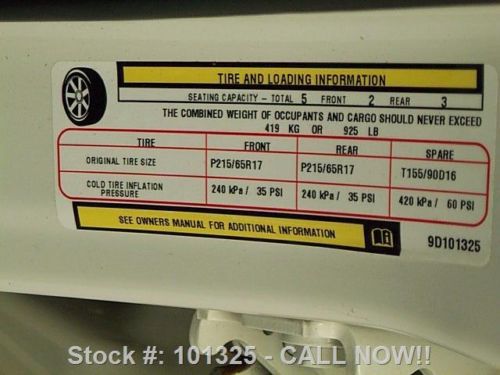 TIRE AND LOADING INFORMATION
SEATING CAPACITY - TOTAL 5 FRONT 2 REAR 3
THE COMBINED WEIGHT OF OCCUPANTS AND CARGO SHOULD NEVER EXCEED
419 KG OR 925 LB
TIRE FRONT REAR SPARE
ORIGINAL TIRE SIZE P215/65R17 P215/65R17 T155/90D16
COLD TIRE INFLATION PRESSURE 240 kPa / 35 PSI 240 kPa / 35 PSI 420 kPa / 60 PSI
SEE OWNERS MANUAL FOR ADDITIONAL INFORMATION
9D101325
Stock #: 101325 - CALL NOW!!